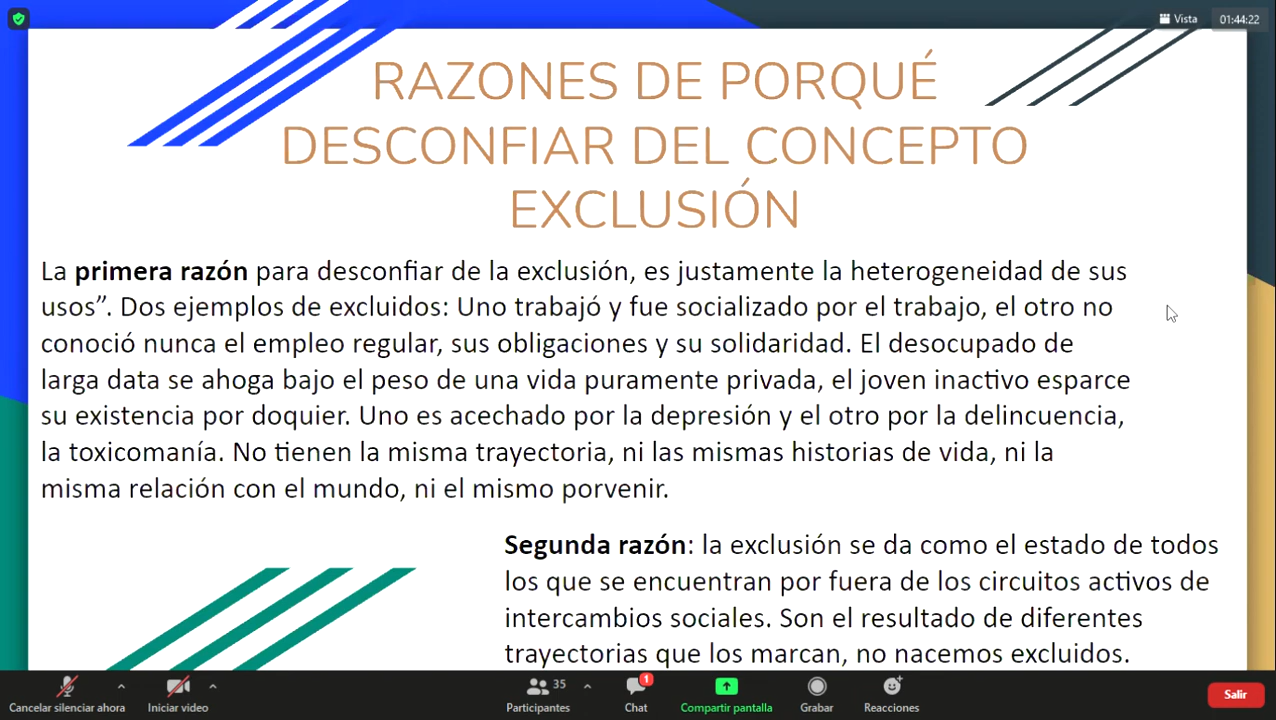 Vista
01:44:22
RAZONES DE PORQUÉ
DESCONFIAR DEL CONCEPTO
EXCLUSIÓN
La primera razón para desconfiar de la exclusión, es justamente la heterogeneidad de sus
usos”. Dos ejemplos de excluidos: Uno trabajó y fue socializado por el trabajo, el otro no
conoció nunca el empleo regular, sus obligaciones y su solidaridad. El desocupado de
larga data se ahoga bajo el peso de una vida puramente privada, el joven inactivo esparce
su existencia por doquier. Uno es acechado por la depresión y el otro por la delincuencia,
la toxicomanía. No tienen la misma trayectoria, ni las mismas historias de vida, ni la
misma relación con el mundo, ni el mismo porvenir.
Segunda razón: la exclusión se da como el estado de todos
los que se encuentran por fuera de los circuitos activos de
intercambios sociales. Son el resultado de diferentes
trayectorias que los marcan, no nacemos excluidos.
Cancelar silenciar ahora
Iniciar video
35
Participantes
1
Chat
Compartir pantalla
Grabar
Reacciones
Salir